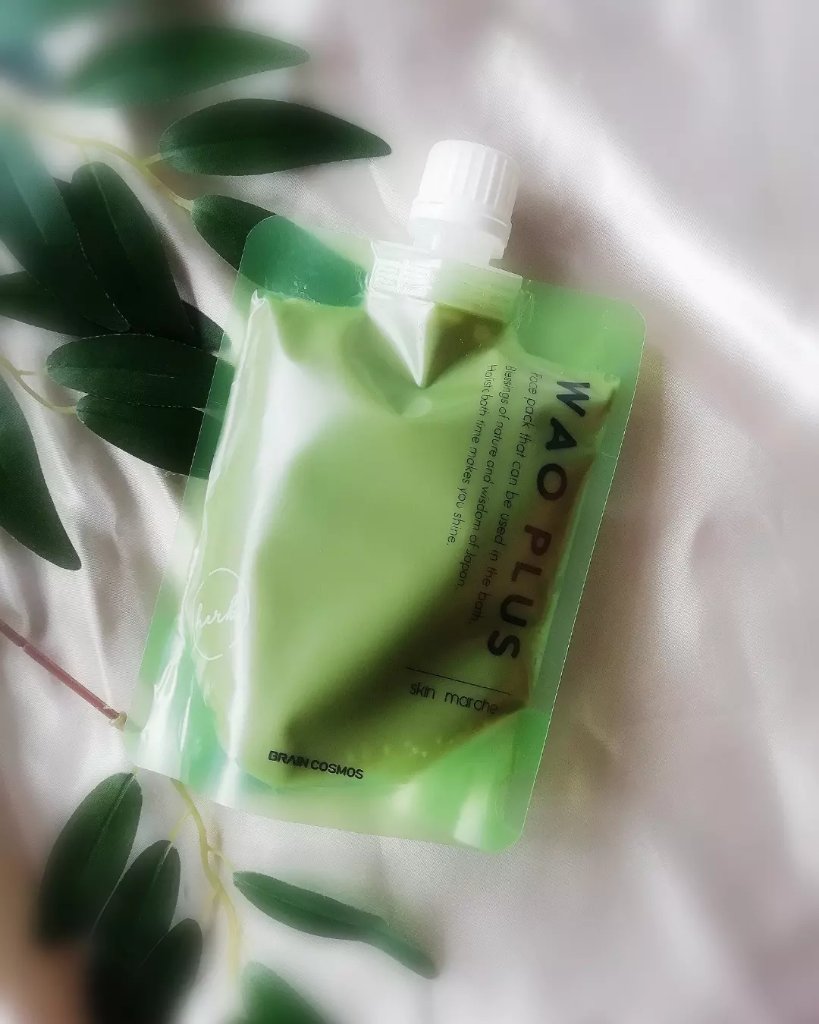 WAO PLUS
Face pack that can be used in the bath.
Blessings of nature and wisdom of Japan.
Holistic bath time makes you shine.
skin marche
herb
BRAIN COSMOS